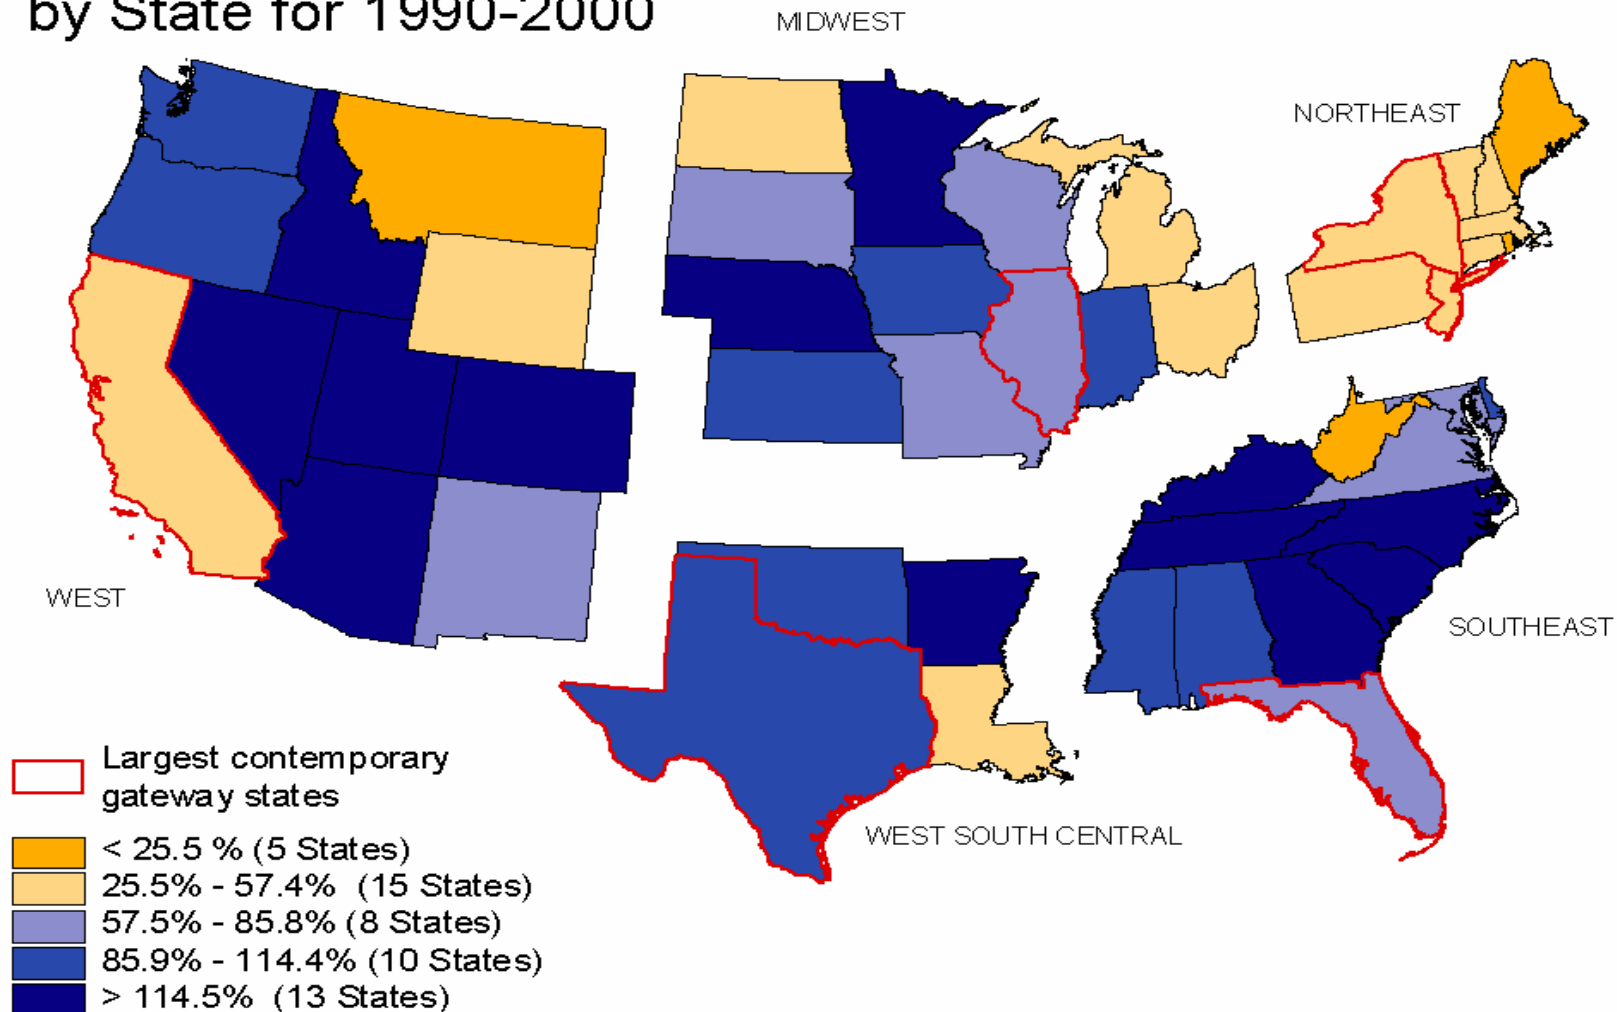 by State for 1990-2000
MIDWEST
NORTHEAST
WEST
SOUTHEAST
WEST SOUTH CENTRAL
Largest contemporary
gateway states
< 25.5 % (5 States)
25.5% - 57.4% (15 States)
57.5% - 85.8% (8 States)
85.9% - 114.4% (10 States)
> 114.5% (13 States)